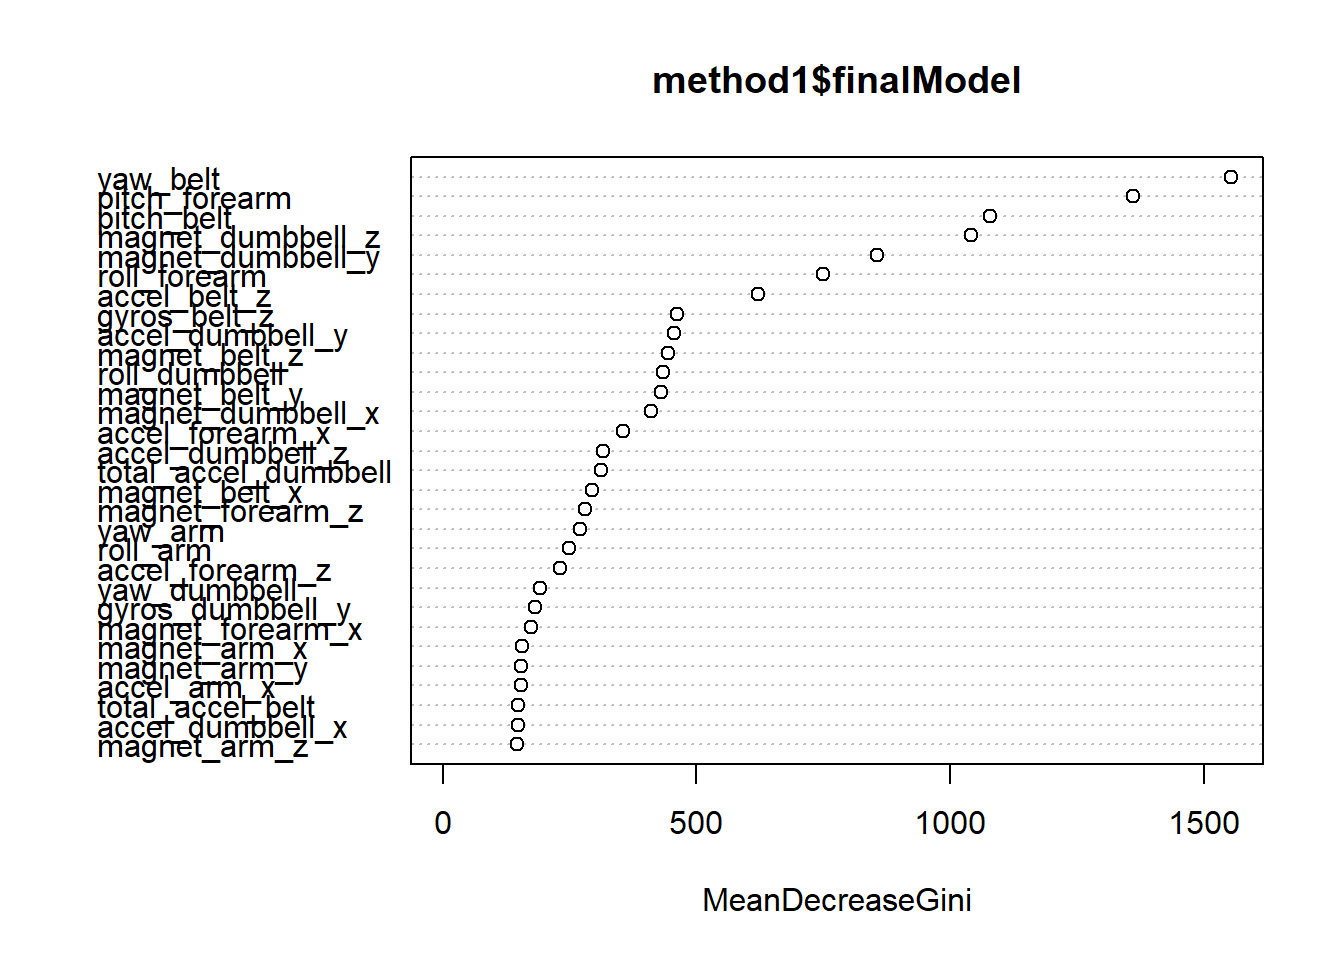 method1$finalModel
yaw_belt
pitch_forearm
pitch_belt
magnet_dumbbell_z
magnet_dumbbell_y
roll_forearm
accel_belt_z
gyros_belt_z
accel_dumbbell_y
magnet_belt_z
roll_dumbbell
magnet_belt_y
magnet_dumbbell_x
accel_forearm_x
accel_dumbbell_z
total_accel_dumbbell
magnet_belt_x
magnet_forearm_z
yaw_arm
roll_arm
accel_forearm_z
yaw_dumbbell
gyros_dumbbell_y
magnet_forearm_x
magnet_arm_x
magnet_arm_y
accel_arm_x
total_accel_belt
accel_dumbbell_x
magnet_arm_z
0 500 1000 1500
MeanDecreaseGini